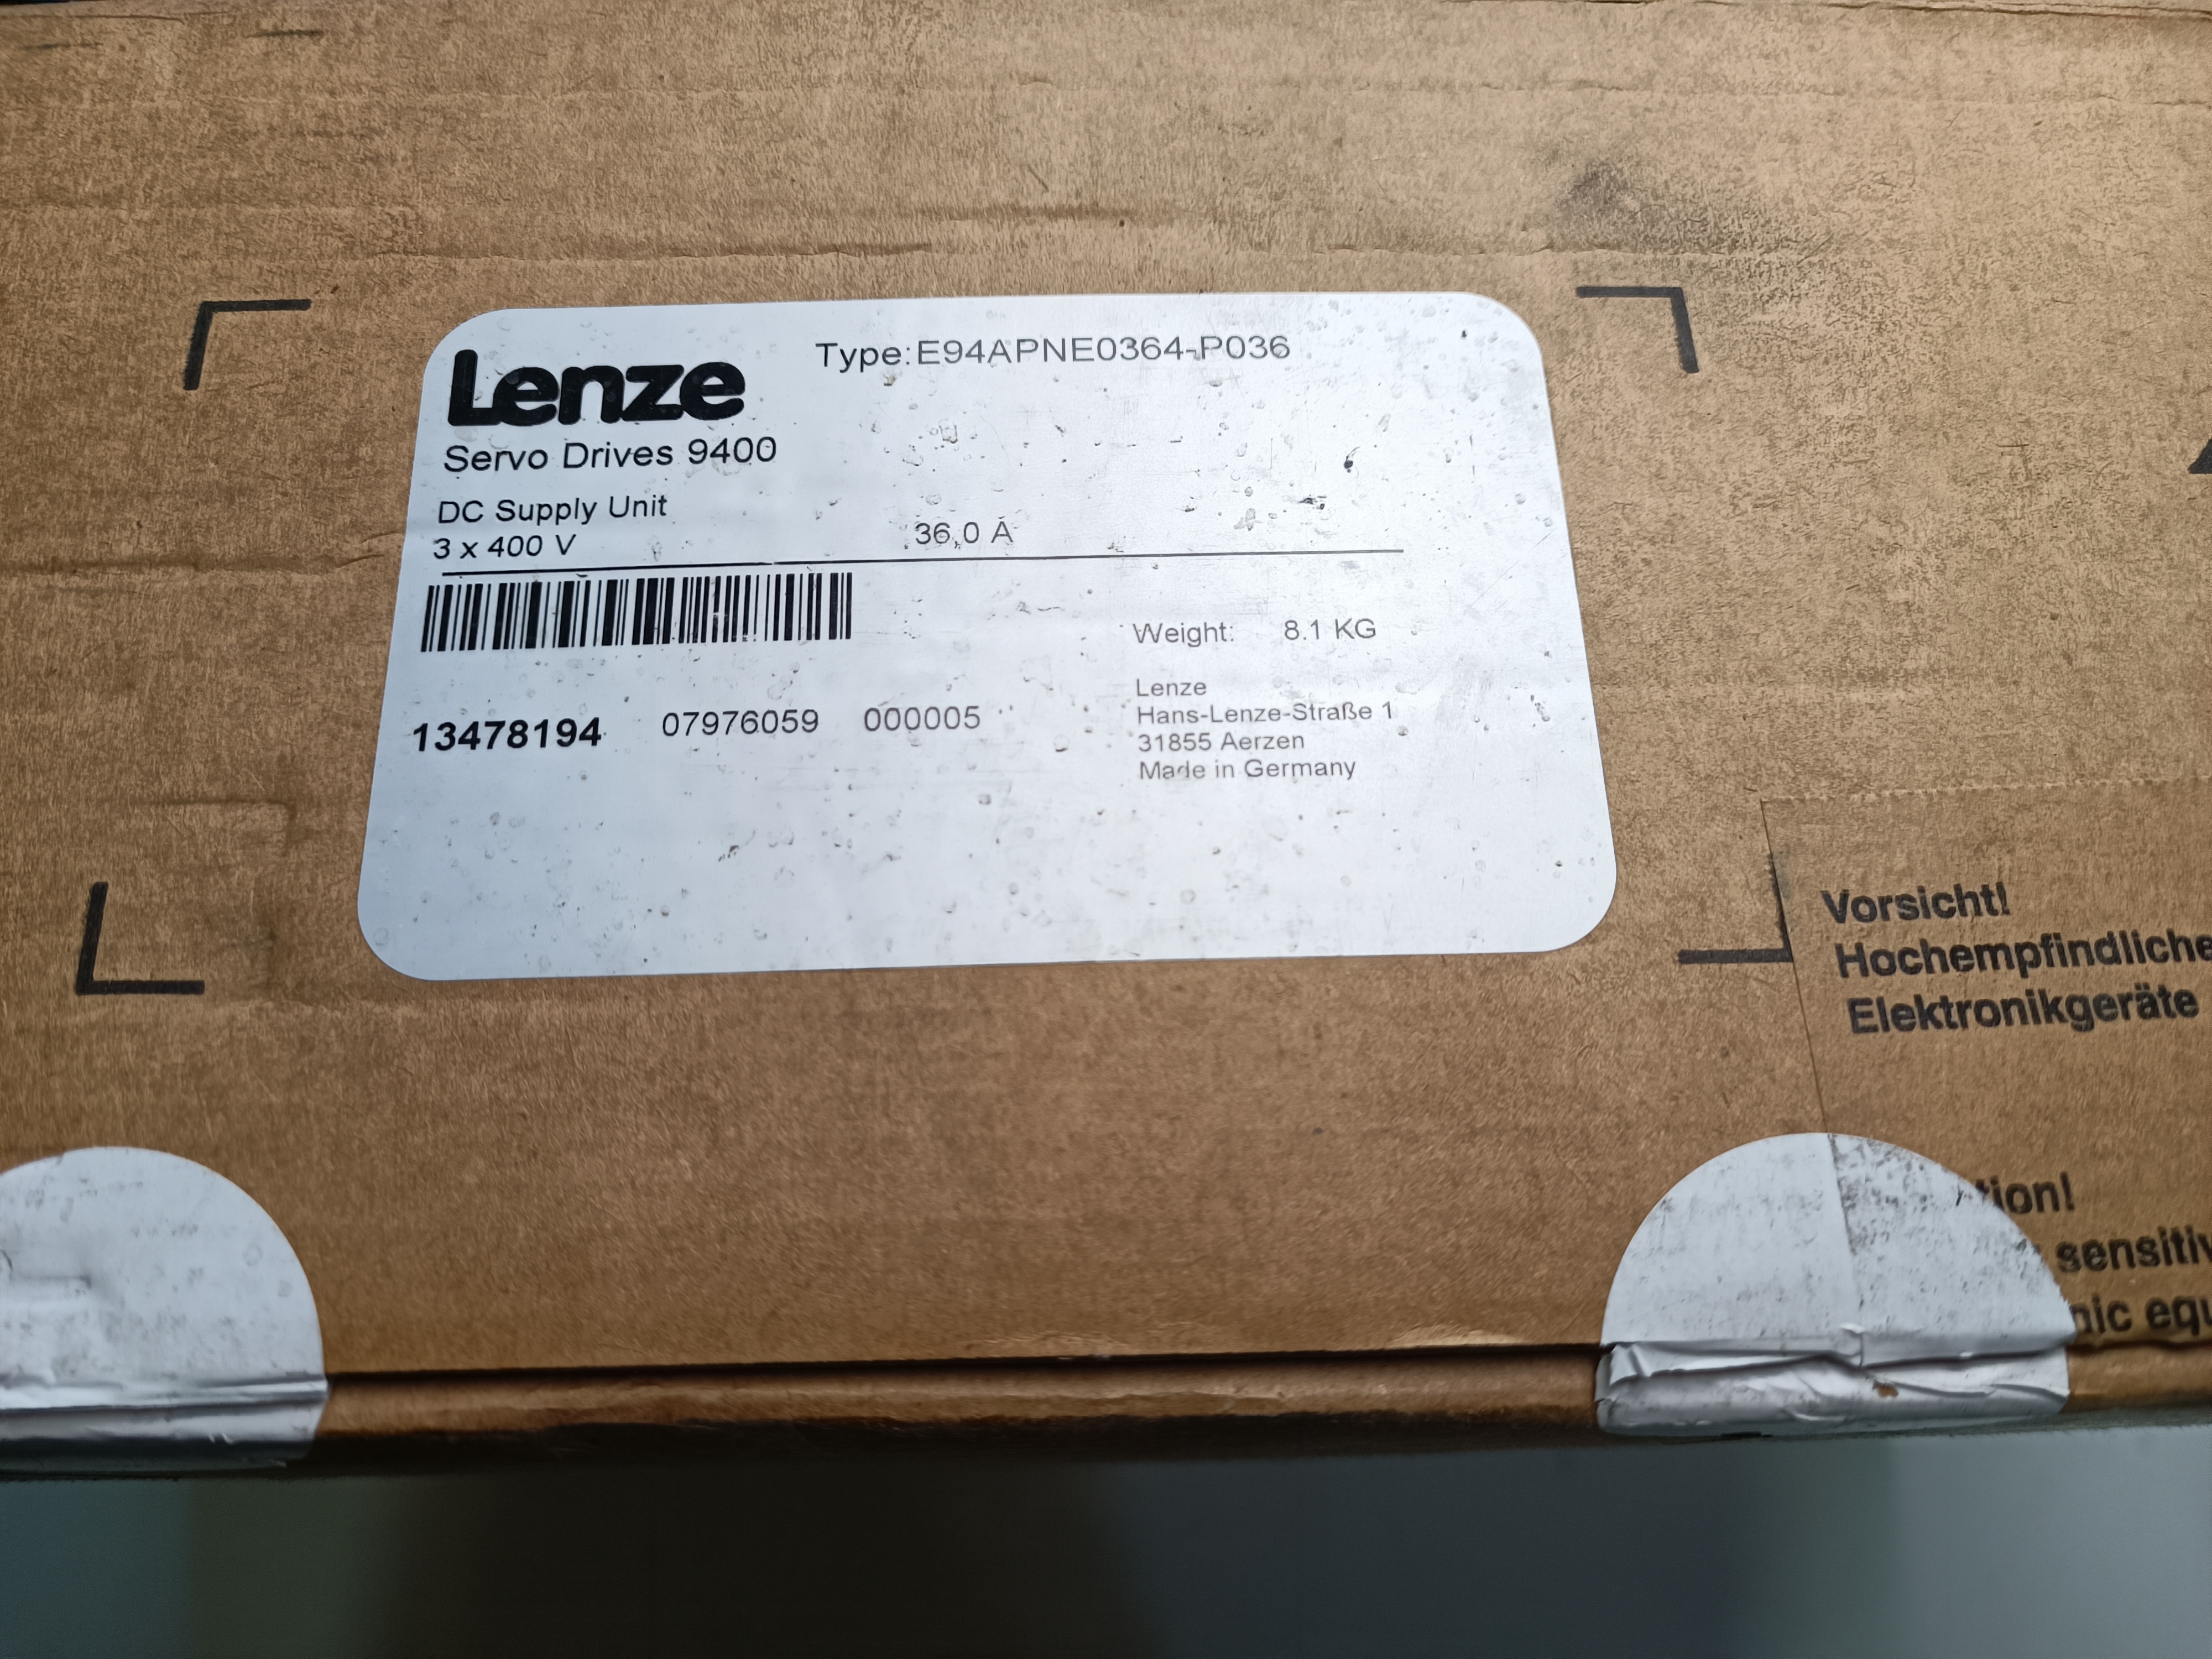 Lenze
Type:E94APNE0364-P036
Servo Drives 9400
DC Supply Unit
3 x 400 V
36,0 A
Weight: 8.1 KG
13478194 07976059 000005
Lenze
Hans-Lenze-Straße 1
31855 Aerzen
Made in Germany
Vorsicht!
Hochempfindliche
Elektronikgeräte
tion!
sensitiv
nic equ